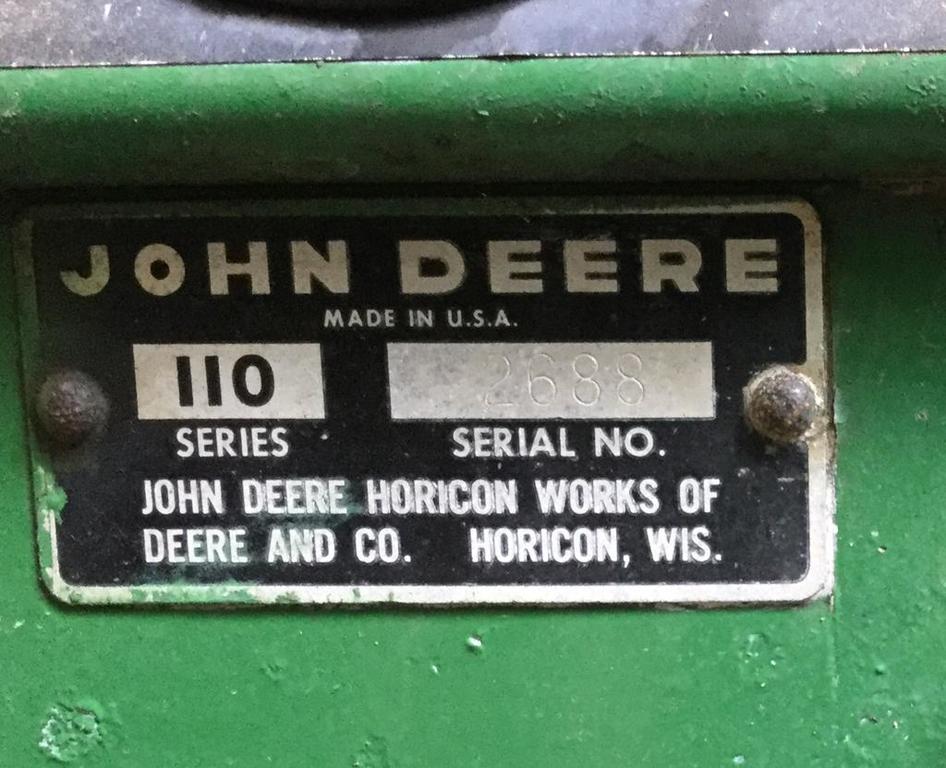 JOHN DEERE
MADE IN U.S.A.
110 2688
SERIES SERIAL NO.
JOHN DEERE HORICON WORKS OF
DEERE AND CO. HORICON, WIS.